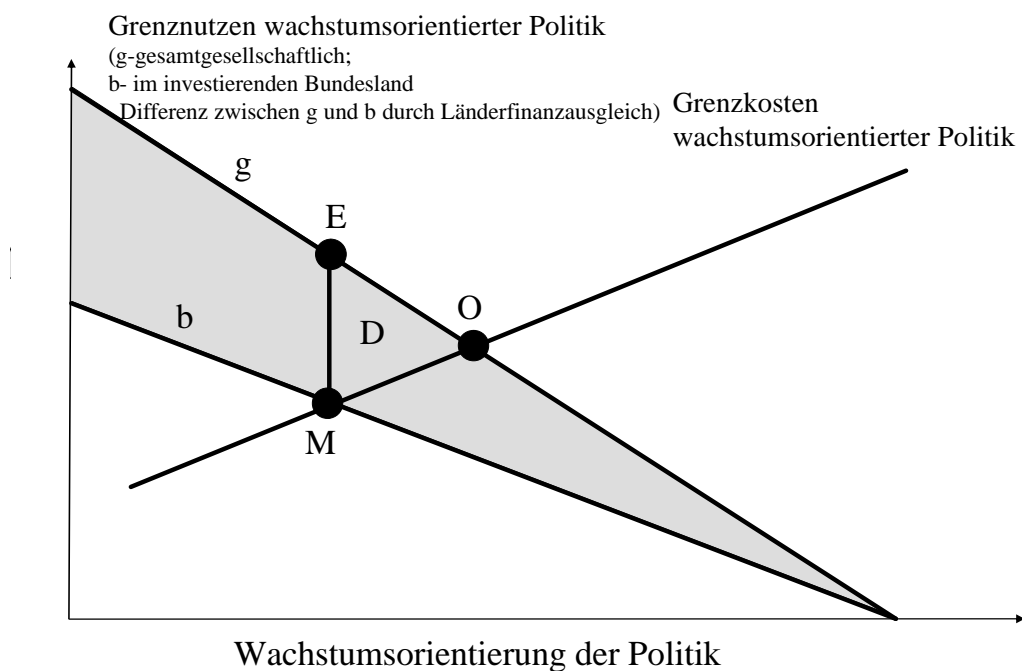 Grenznutzen wachstumsorientierter Politik
(g-gesamtgesellschaftlich;
b- im investierenden Bundesland
Differenz zwischen g und b durch Länderfinanzausgleich)
Grenzkosten
wachstumsorientierter Politik
g
E
O
b
D
M
Wachstumsorientierung der Politik